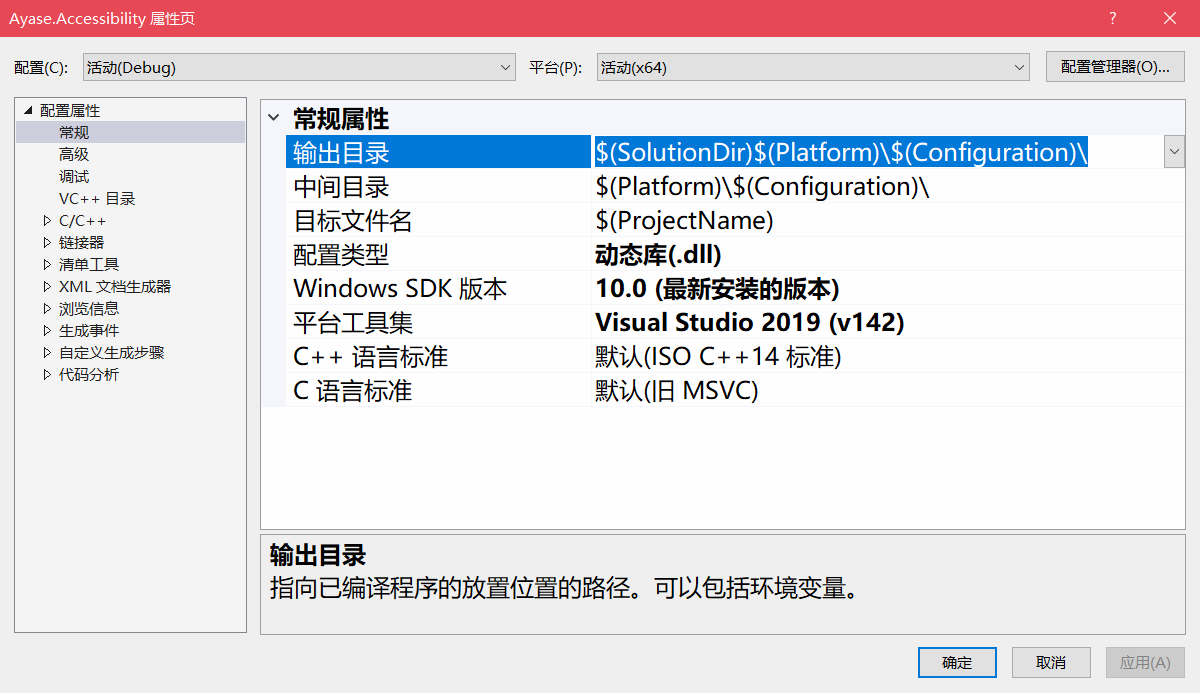 Ayase.Accessibility 属性页
?
配置(C): 活动(Debug) 平台(P): 活动(x64) 配置管理器(O)...
配置属性
常规
高级
调试
VC++ 目录
C/C++
链接器
清单工具
XML 文档生成器
浏览信息
生成事件
自定义生成步骤
代码分析
常规属性
输出目录 $(SolutionDir)$(Platform)\$(Configuration)\
中间目录 $(Platform)\$(Configuration)\
目标文件名 $(ProjectName)
配置类型 动态库(.dll)
Windows SDK 版本 10.0 (最新安装的版本)
平台工具集 Visual Studio 2019 (v142)
C++ 语言标准 默认(ISO C++14 标准)
C 语言标准 默认(旧 MSVC)
输出目录
指向已编译程序的放置位置的路径。可以包括环境变量。
确定 取消 应用(A)